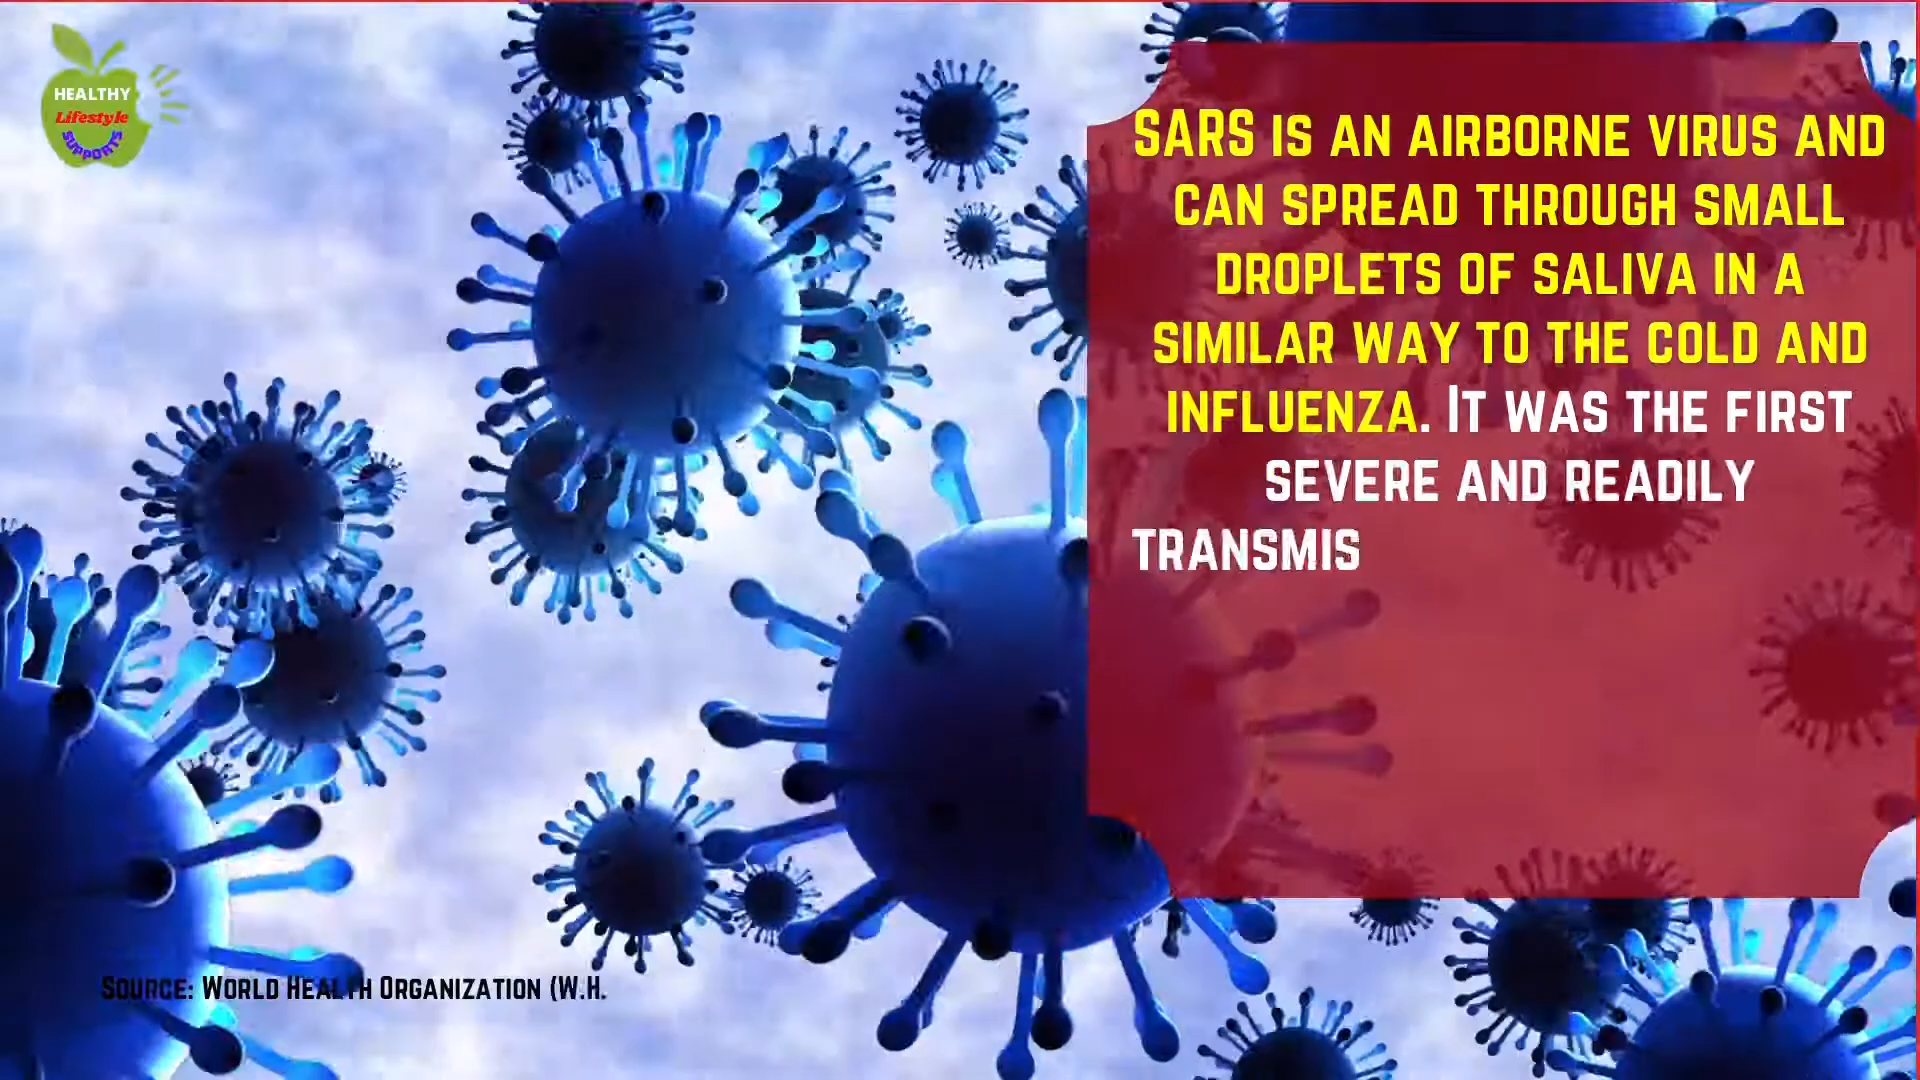 HEALTHY
Lifestyle
SUPPORTS
SARS IS AN AIRBORNE VIRUS AND
CAN SPREAD THROUGH SMALL
DROPLETS OF SALIVA IN A
SIMILAR WAY TO THE COLD AND
INFLUENZA. IT WAS THE FIRST
SEVERE AND READILY
TRANSMIS
SOURCE: WORLD HEALTH ORGANIZATION (W.H.